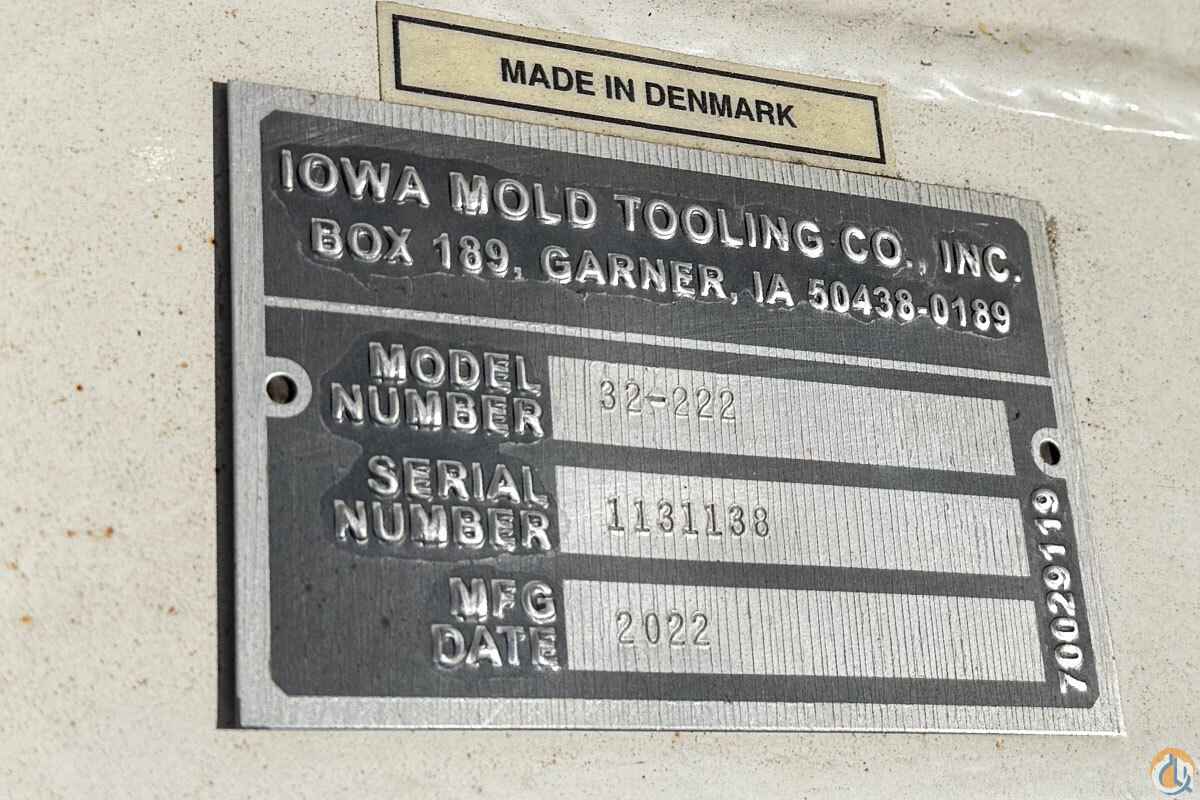 MADE IN DENMARK
IOWA MOLD TOOLING CO., INC.
BOX 189, GARNER, IA 50438-0189
MODEL NUMBER 32-222
SERIAL NUMBER 1131138
MFG DATE 2022
70029119